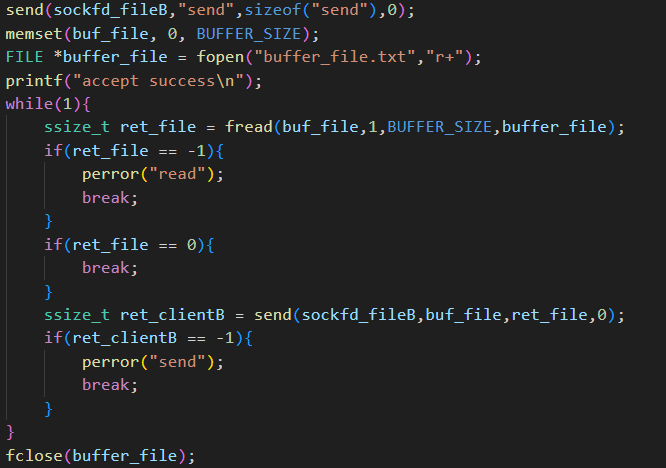 send(sockfd_fileB,"send",sizeof("send"),0);
memset(buf_file, 0, BUFFER_SIZE);
FILE *buffer_file = fopen("buffer_file.txt","r+");
printf("accept success\n");
while(1){
    ssize_t ret_file = fread(buf_file,1,BUFFER_SIZE,buffer_file);
    if(ret_file == -1){
        perror("read");
        break;
    }
    if(ret_file == 0){
        break;
    }
    ssize_t ret_clientB = send(sockfd_fileB,buf_file,ret_file,0);
    if(ret_clientB == -1){
        perror("send");
        break;
    }
}
fclose(buffer_file);